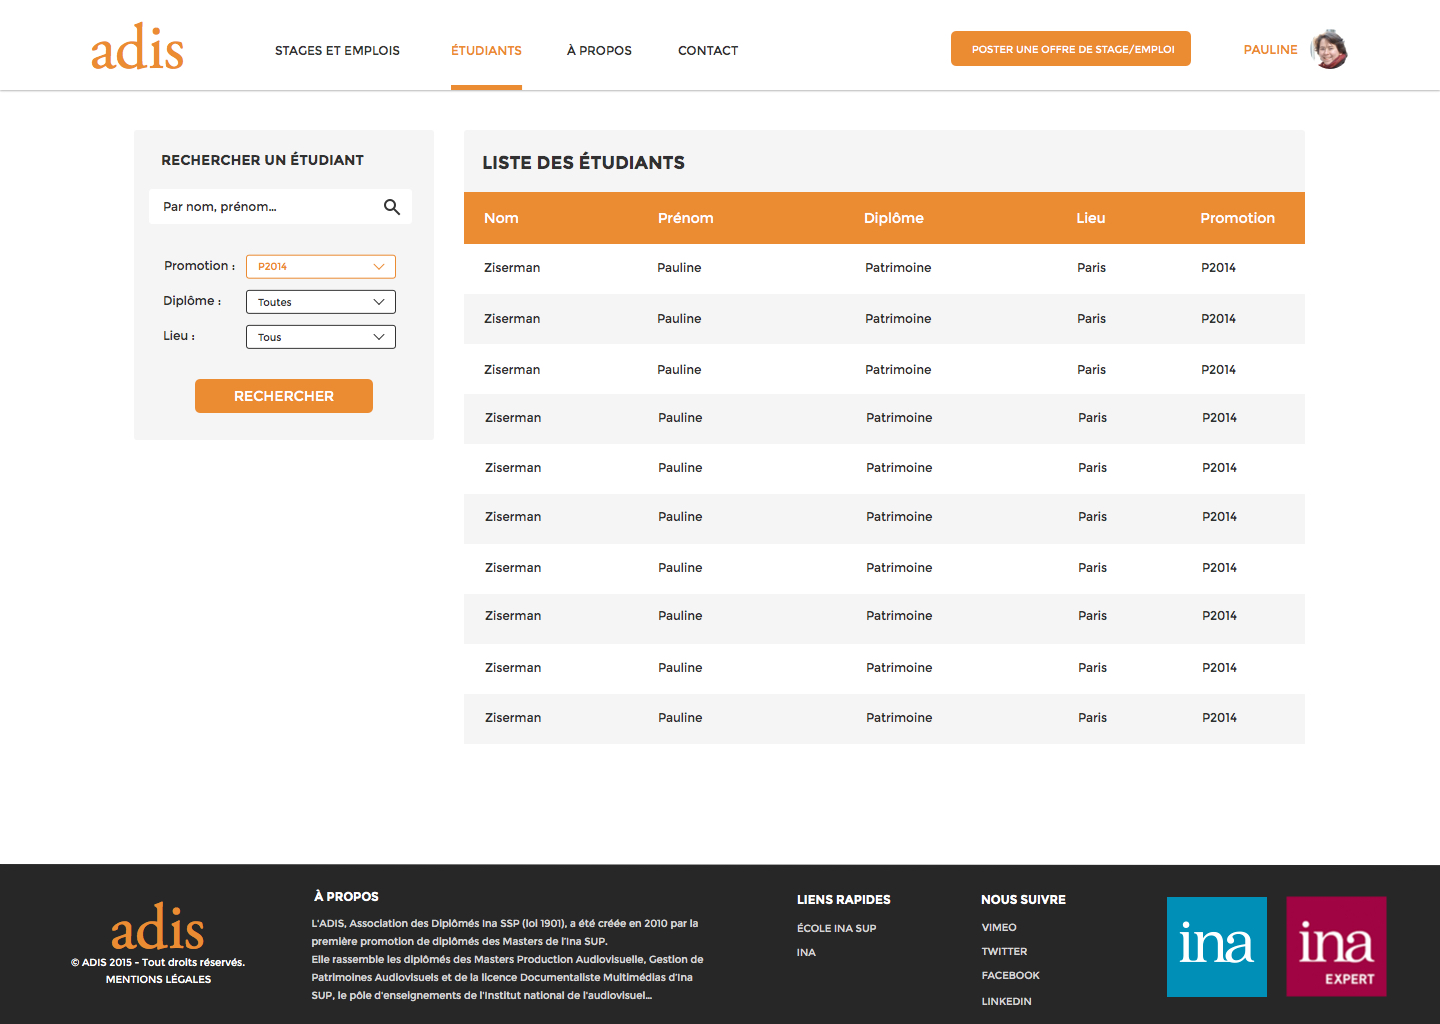 adis
STAGES ET EMPLOIS
ÉTUDIANTS
À PROPOS
CONTACT
POSTER UNE OFFRE DE STAGE/EMPLOI
PAULINE
RECHERCHER UN ÉTUDIANT
Par nom, prénom...
Promotion : P2014
Diplôme : Toutes
Lieu : Tous
RECHERCHER
LISTE DES ÉTUDIANTS
Nom Prénom Diplôme Lieu Promotion
Ziserman Pauline Patrimoine Paris P2014
Ziserman Pauline Patrimoine Paris P2014
Ziserman Pauline Patrimoine Paris P2014
Ziserman Pauline Patrimoine Paris P2014
Ziserman Pauline Patrimoine Paris P2014
Ziserman Pauline Patrimoine Paris P2014
Ziserman Pauline Patrimoine Paris P2014
Ziserman Pauline Patrimoine Paris P2014
Ziserman Pauline Patrimoine Paris P2014
Ziserman Pauline Patrimoine Paris P2014
adis
© ADIS 2015 - Tout droits réservés.
MENTIONS LÉGALES
À PROPOS
L'ADIS, Association des Diplômés Ina SSP (loi 1901), a été créée en 2010 par la
première promotion de diplômés des Masters de l'Ina SUP.
Elle rassemble les diplômés des Masters Production Audiovisuelle, Gestion de
Patrimoines Audiovisuels et de la licence Documentaliste Multimédias d'Ina
SUP, le pôle d'enseignements de l'Institut national de l'audiovisuel...
LIENS RAPIDES
ÉCOLE INA SUP
INA
NOUS SUIVRE
VIMEO
TWITTER
FACEBOOK
LINKEDIN
ina
ina
EXPERT